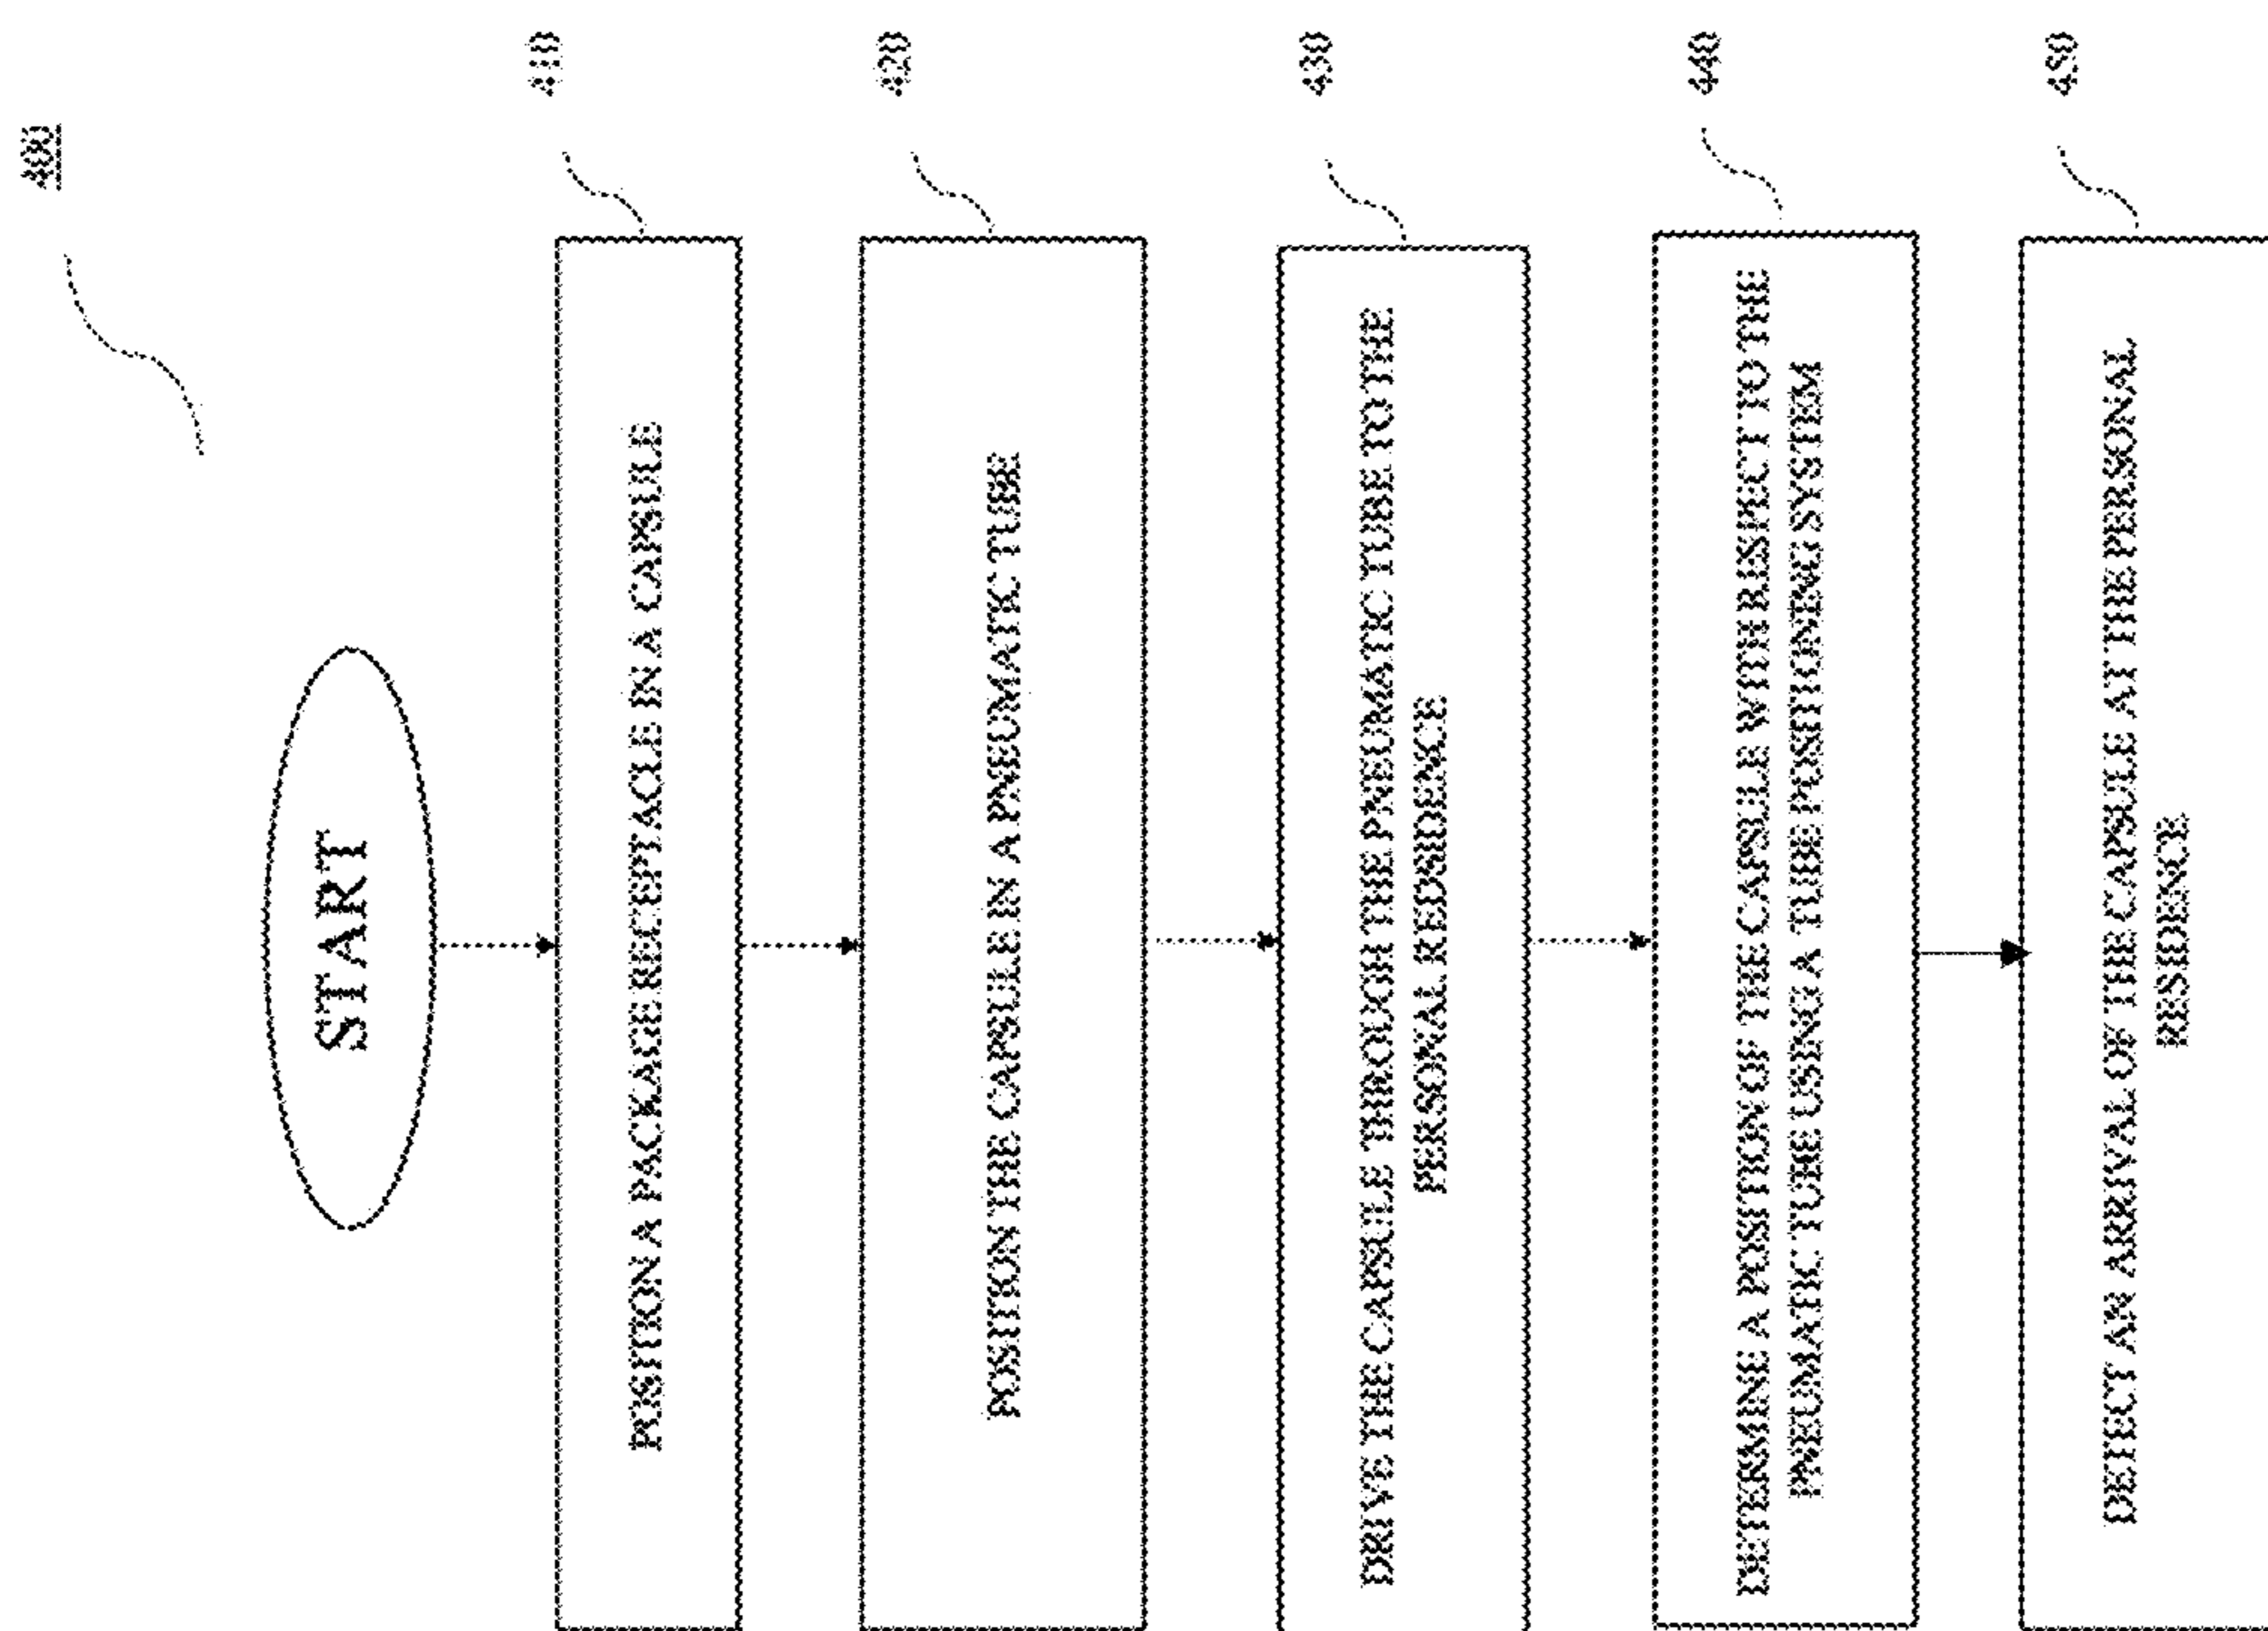 400
START
410
POSITION A PACKAGE RECEPTACLE IN A CAPSULE
420
POSITION THE CAPSULE IN A PNEUMATIC TUBE
430
DRIVE THE CAPSULE THROUGH THE PNEUMATIC TUBE TO THE
PERSONAL REDSIDENCE
440
DETERMINE A POSITION OF THE CAPSULE WITH RESPECT TO THE
PNEUMATIC TUBE USING A TUBE POSITIONING SYSTEM
450
DETECT AN ARRIVAL OF THE CAPSULE AT THE PERSONAL
RESIDENCE